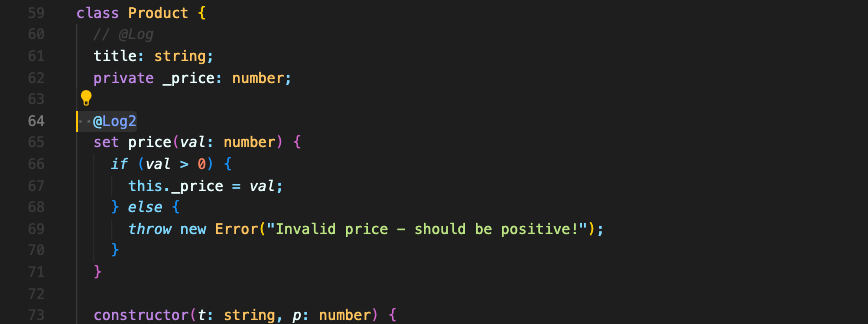 59 class Product {
60 // @Log
61 title: string;
62 private _price: number;
63
64 @Log2
65 set price(val: number) {
66 if (val > 0) {
67 this._price = val;
68 } else {
69 throw new Error("Invalid price – should be positive!");
70 }
71 }
72
73 constructor(t: string, p: number) {